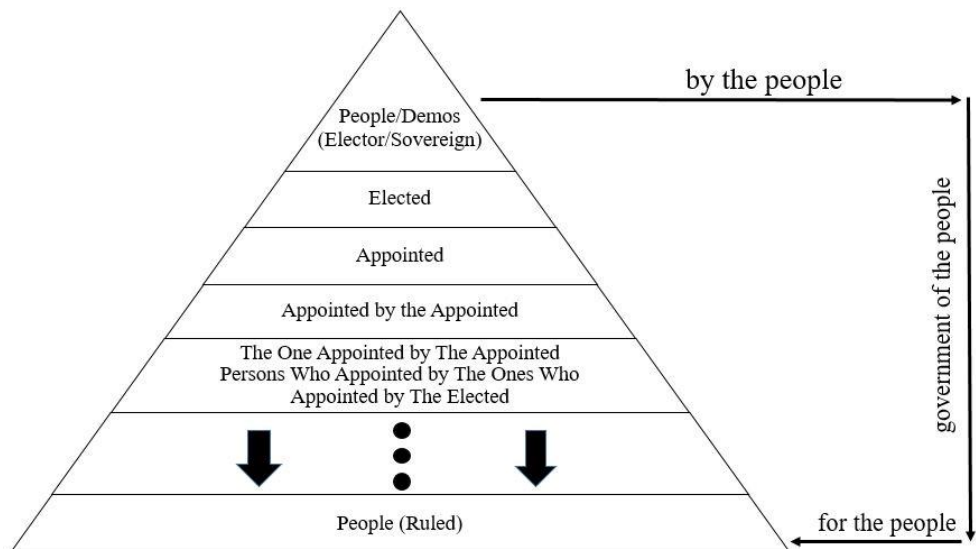 by the people
People/Demos
(Elector/Sovereign)
Elected
Appointed
Appointed by the Appointed
The One Appointed by The Appointed
Persons Who Appointed by The Ones Who
Appointed by The Elected
government of the people
People (Ruled)
for the people